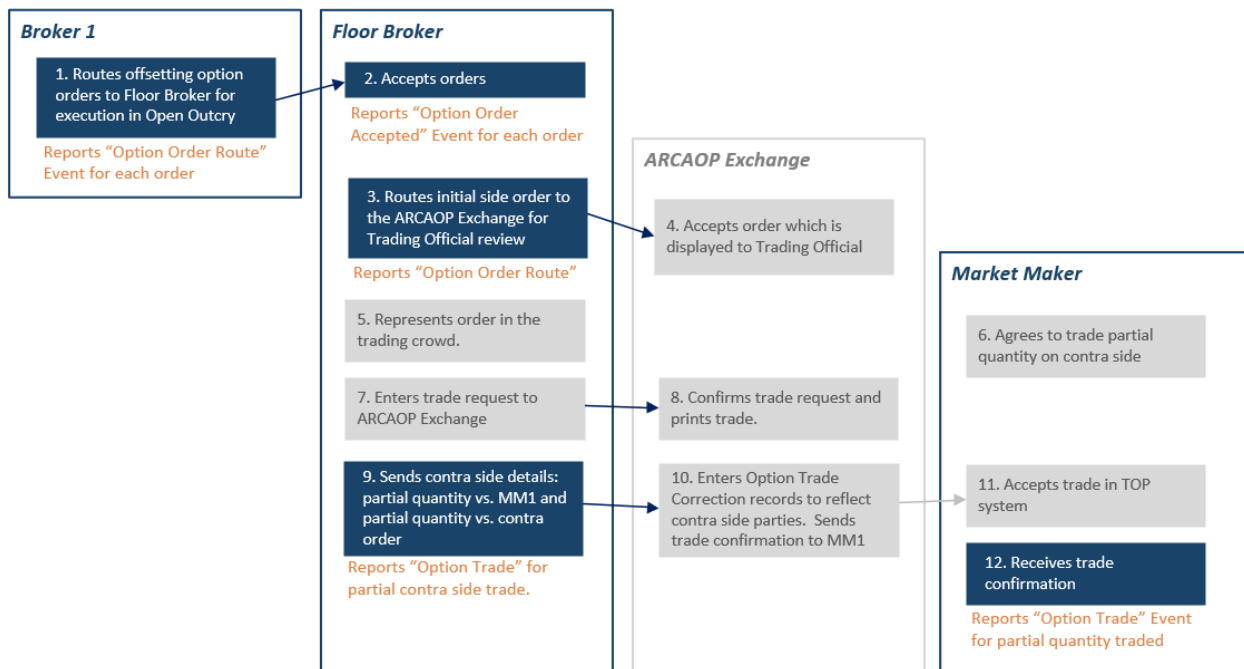 Broker 1
1. Routes offsetting option
orders to Floor Broker for
execution in Open Outcry
Reports “Option Order Route”
Event for each order
Floor Broker
2. Accepts orders
Reports “Option Order
Accepted” Event for each order
3. Routes initial side order to
the ARCAOP Exchange for
Trading Official review
Reports “Option Order Route”
5. Represents order in the
trading crowd.
7. Enters trade request to
ARCAOP Exchange
9. Sends contra side details:
partial quantity vs. MM1 and
partial quantity vs. contra
order
Reports “Option Trade” for
partial contra side trade.
ARCAOP Exchange
4. Accepts order which is
displayed to Trading Official
8. Confirms trade request and
prints trade.
10. Enters Option Trade
Correction records to reflect
contra side parties.  Sends
trade confirmation to MM1
Market Maker
6. Agrees to trade partial
quantity on contra side
11. Accepts trade in TOP
system
12. Receives trade
confirmation
Reports “Option Trade” Event
for partial quantity traded